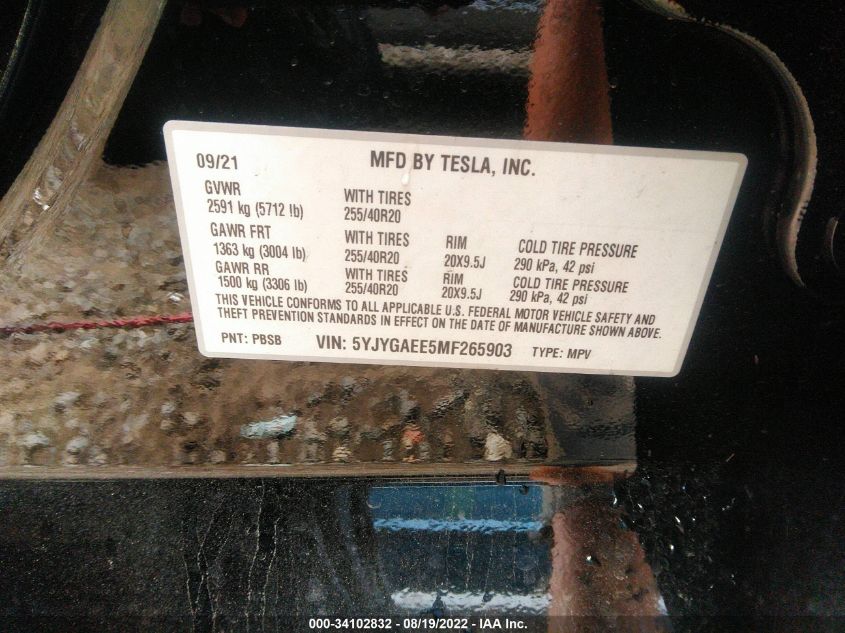 09/21 MFD BY TESLA, INC.
GVWR WITH TIRES
2591 kg (5712 lb) 255/40R20
GAWR FRT WITH TIRES RIM COLD TIRE PRESSURE
1363 kg (3004 lb) 255/40R20 20X9.5J 290 kPa, 42 psi
GAWR RR WITH TIRES RIM COLD TIRE PRESSURE
1500 kg (3306 lb) 255/40R20 20X9.5J 290 kPa, 42 psi
THIS VEHICLE CONFORMS TO ALL APPLICABLE U.S. FEDERAL MOTOR VEHICLE SAFETY AND
THEFT PREVENTION STANDARDS IN EFFECT ON THE DATE OF MANUFACTURE SHOWN ABOVE.
PNT: PBSB VIN: 5YJYGAEE5MF265903 TYPE: MPV
000-34102832 - 08/19/2022 - IAA Inc.